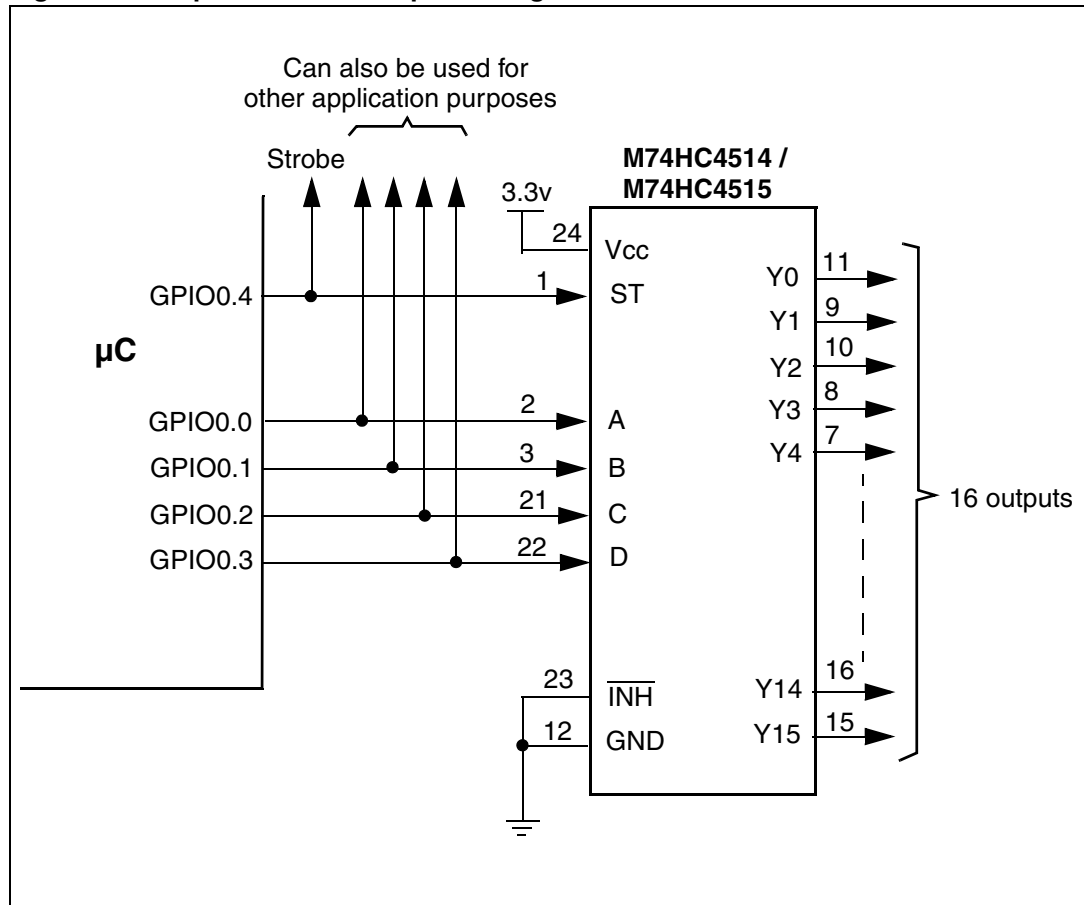 Can also be used for
other application purposes
Strobe
M74HC4514 /
M74HC4515
3.3v
24
Vcc
GPIO0.4
1
ST
µC
GPIO0.0
2
A
GPIO0.1
3
B
GPIO0.2
21
C
GPIO0.3
22
D
23
INH
12
GND
Y0
11
Y1
9
Y2
10
Y3
8
Y4
7
16 outputs
Y14
16
Y15
15